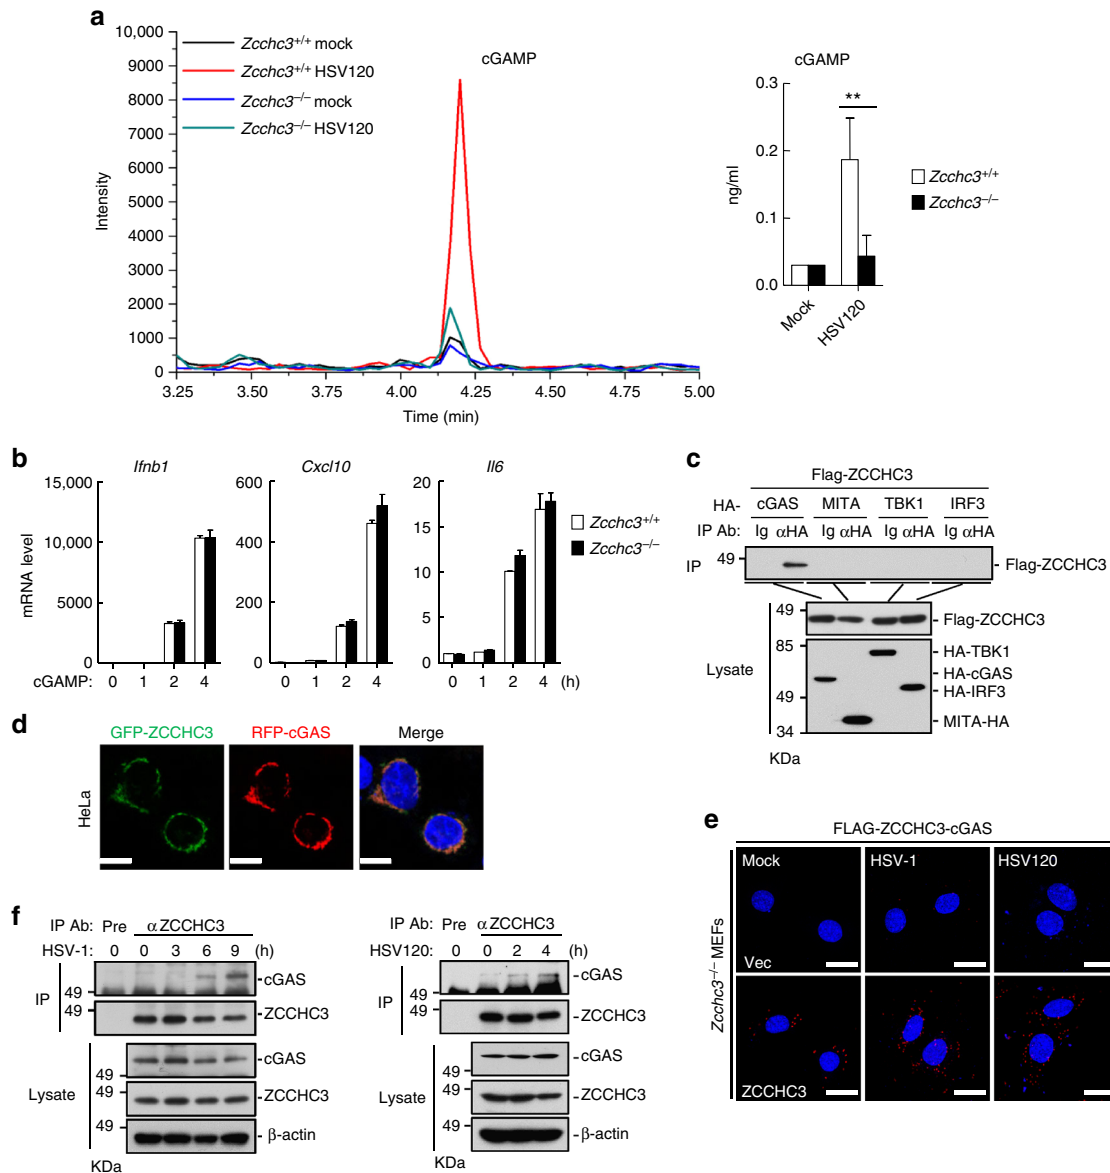 a
10,000
9000
8000
7000
6000
5000
4000
3000
2000
1000
0
Intensity
3.25 3.50 3.75 4.00 4.25 4.50 4.75 5.00
Time (min)
Zcchc3+/+ mock
Zcchc3+/+ HSV120
Zcchc3–/– mock
Zcchc3–/– HSV120
cGAMP
cGAMP
0.3
0.2
0.1
0.0
ng/ml
**
Mock
HSV120
Zcchc3+/+
Zcchc3–/–
b
Ifnb1
Cxcl10
Il6
15,000
10,000
5000
0
mRNA level
600
400
200
0
20
15
10
5
0
cGAMP: 0 1 2 4 0 1 2 4 0 1 2 4 (h)
Zcchc3+/+
Zcchc3–/–
c
Flag-ZCCHC3
HA- cGAS MITA TBK1 IRF3
IP Ab: Ig αHA Ig αHA Ig αHA Ig αHA
IP
49
- Flag-ZCCHC3
49
Flag-ZCCHC3
85
HA-TBK1
Lysate
HA-cGAS
49
HA-IRF3
34
MITA-HA
KDa
d
GFP-ZCCHC3
RFP-cGAS
Merge
HeLa
e
FLAG-ZCCHC3-cGAS
Mock
HSV-1
HSV120
Vec
ZCCHC3
Zcchc3–/– MEFs
f
IP Ab: Pre αZCCHC3
HSV-1: 0 0 3 6 9 (h)
IP
cGAS
49
49
ZCCHC3
Lysate
cGAS
49
ZCCHC3
49
β-actin
KDa
IP Ab: Pre αZCCHC3
HSV120: 0 0 2 4 (h)
IP
cGAS
49
49
ZCCHC3
Lysate
cGAS
49
ZCCHC3
49
β-actin
KDa